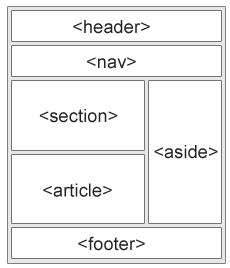 <header>
<nav>
<section>
<aside>
<article>
<footer>